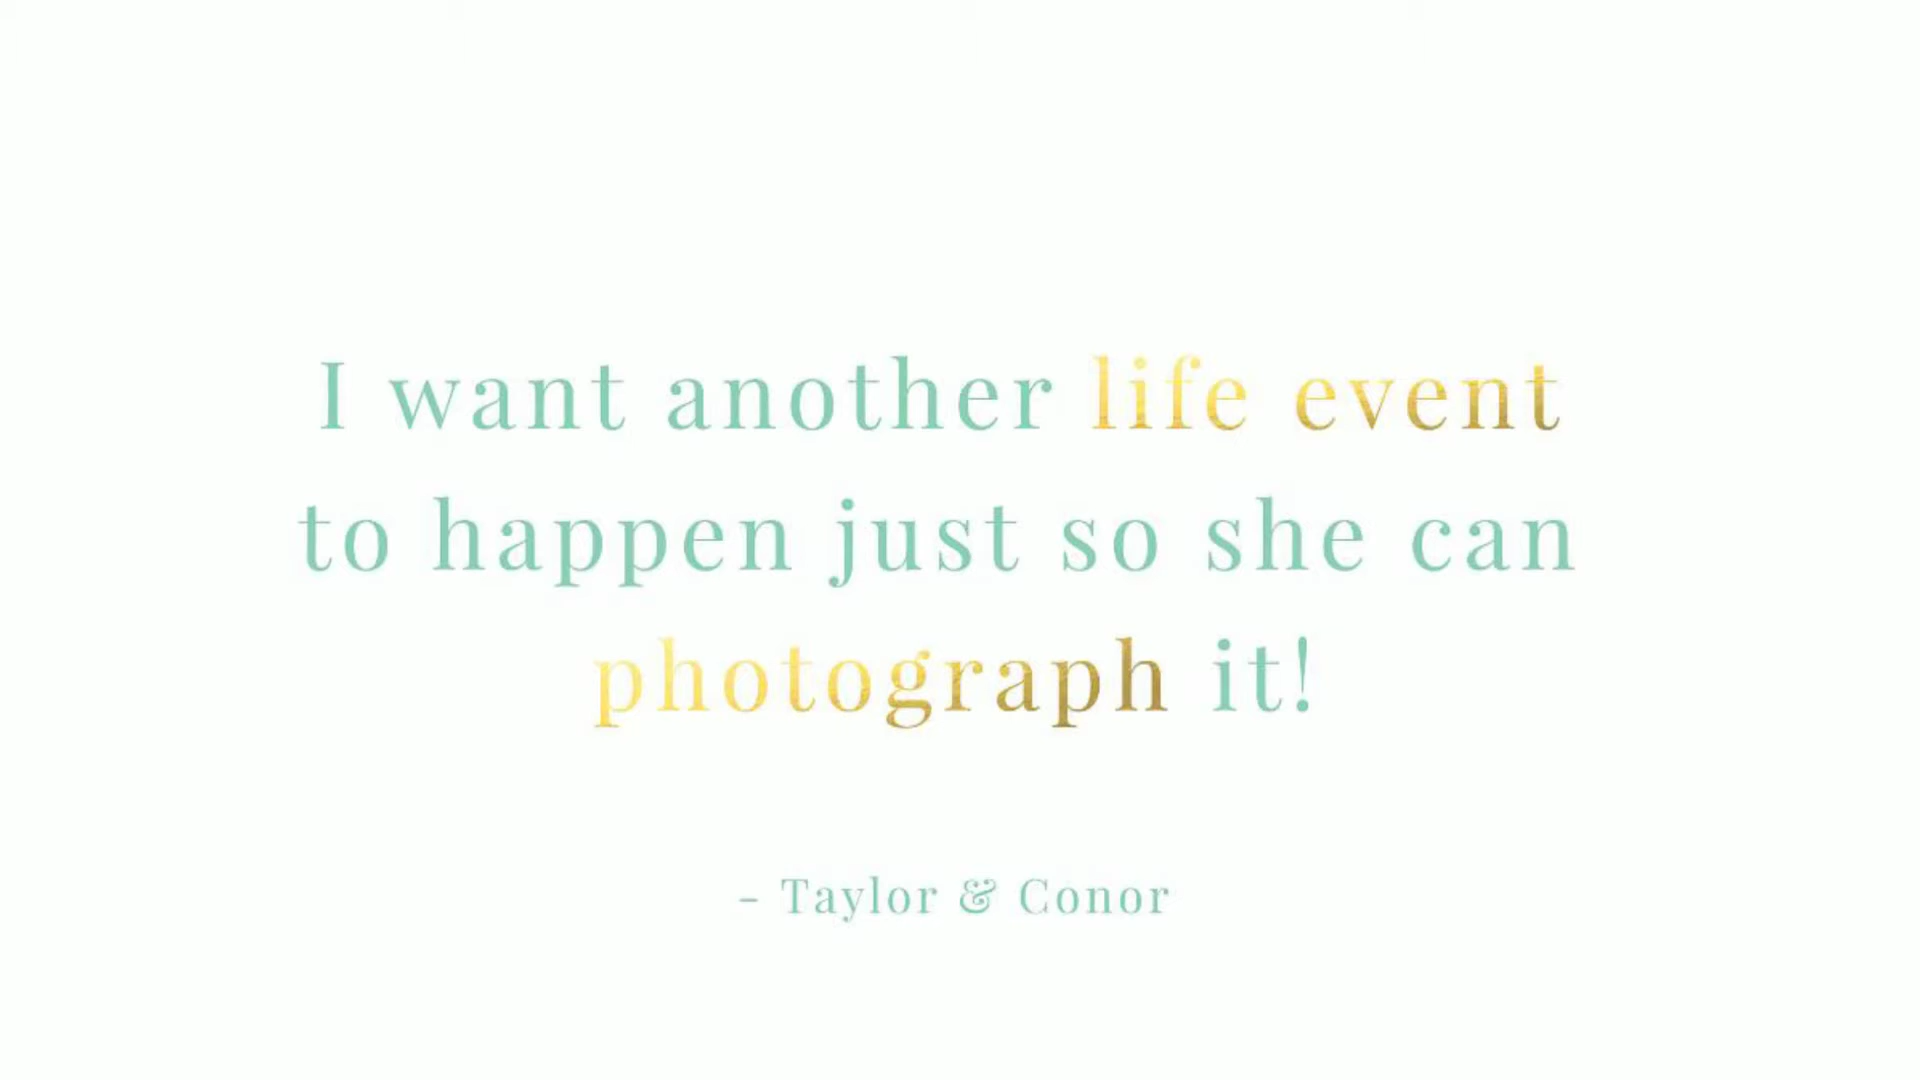 I want another life event
to happen just so she can
photograph it!
- Taylor & Conor